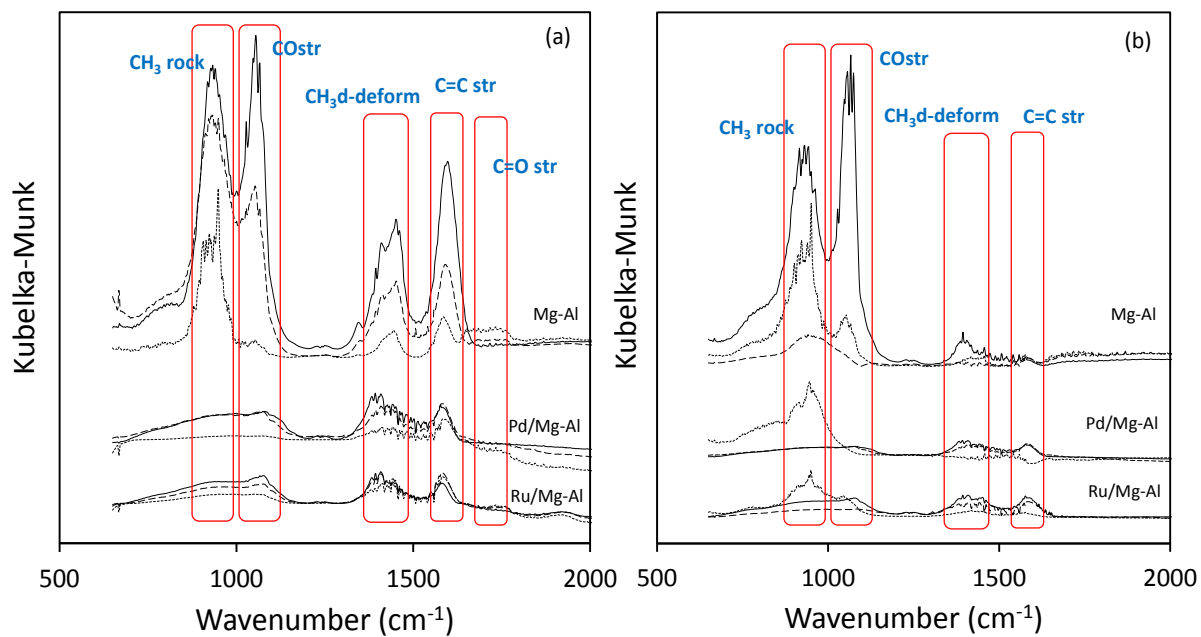 (a)
COstr
CH₃ rock
CH₃d-deform
C=C str
C=O str
Mg-Al
Pd/Mg-Al
Ru/Mg-Al
Kubelka-Munk
500 1000 1500 2000
Wavenumber (cm⁻¹)
(b)
COstr
CH₃ rock
CH₃d-deform
C=C str
Mg-Al
Pd/Mg-Al
Ru/Mg-Al
Kubelka-Munk
500 1000 1500 2000
Wavenumber (cm⁻¹)